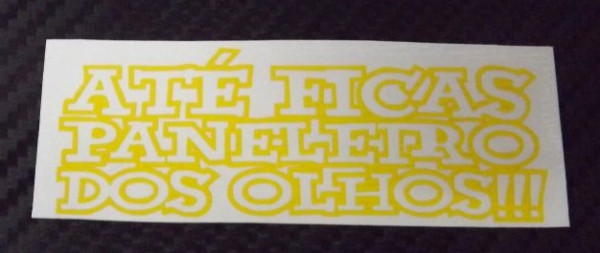 ATÉ FICAS
PANELEIRO
DOS OLHOS!!!